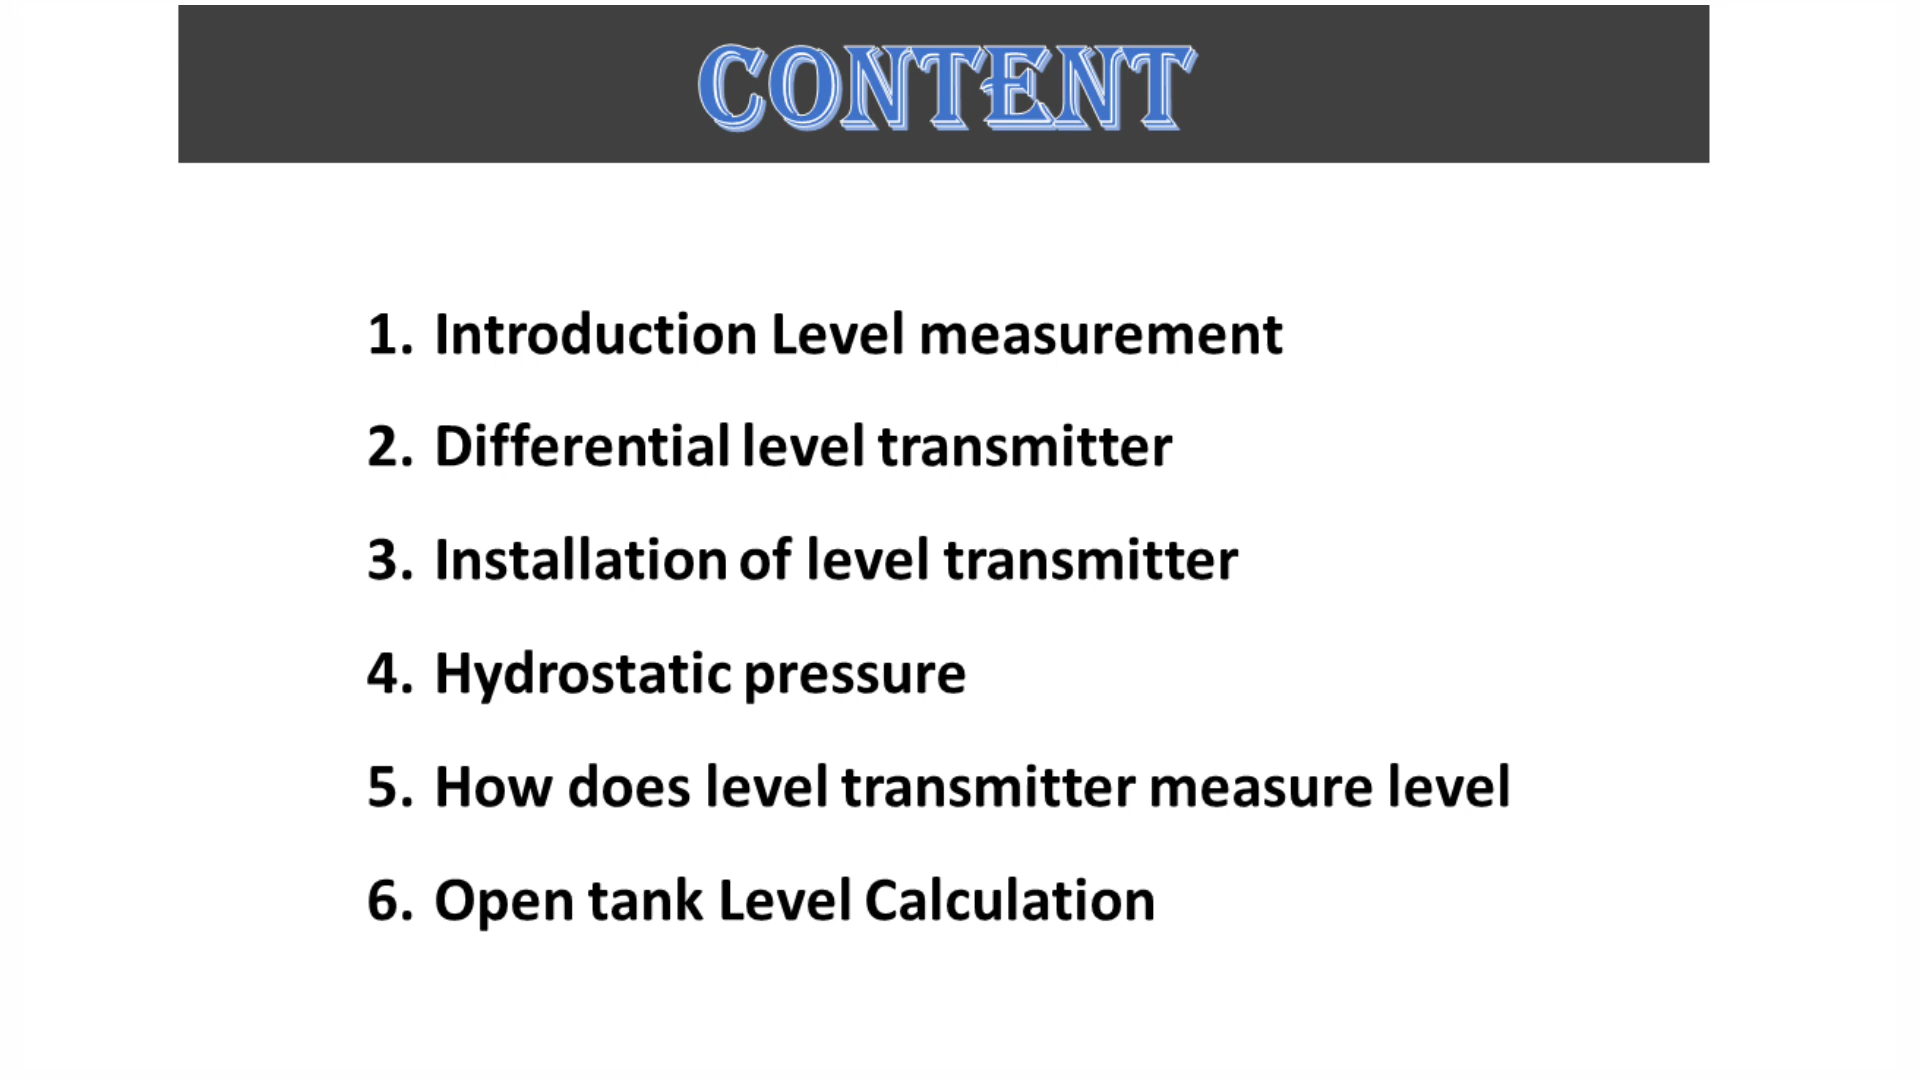 CONTENT
1. Introduction Level measurement
2. Differential level transmitter
3. Installation of level transmitter
4. Hydrostatic pressure
5. How does level transmitter measure level
6. Open tank Level Calculation